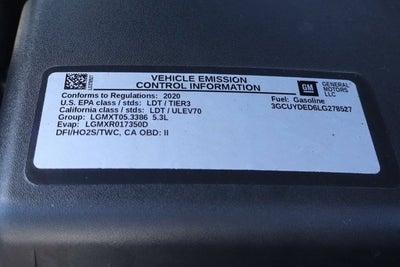 VEHICLE EMISSION
CONTROL INFORMATION
GM
GENERAL
MOTORS
LLC
Conforms to Regulations: 2020
Fuel: Gasoline
U.S. EPA class / stds: LDT / TIER3
3GCUYDED6LG278527
California class / stds: LDT / ULEV70
Group: LGMXT05.3386 5.3L
Evap: LGMXR017350D
DFI/HO2S/TWC, CA OBD: II